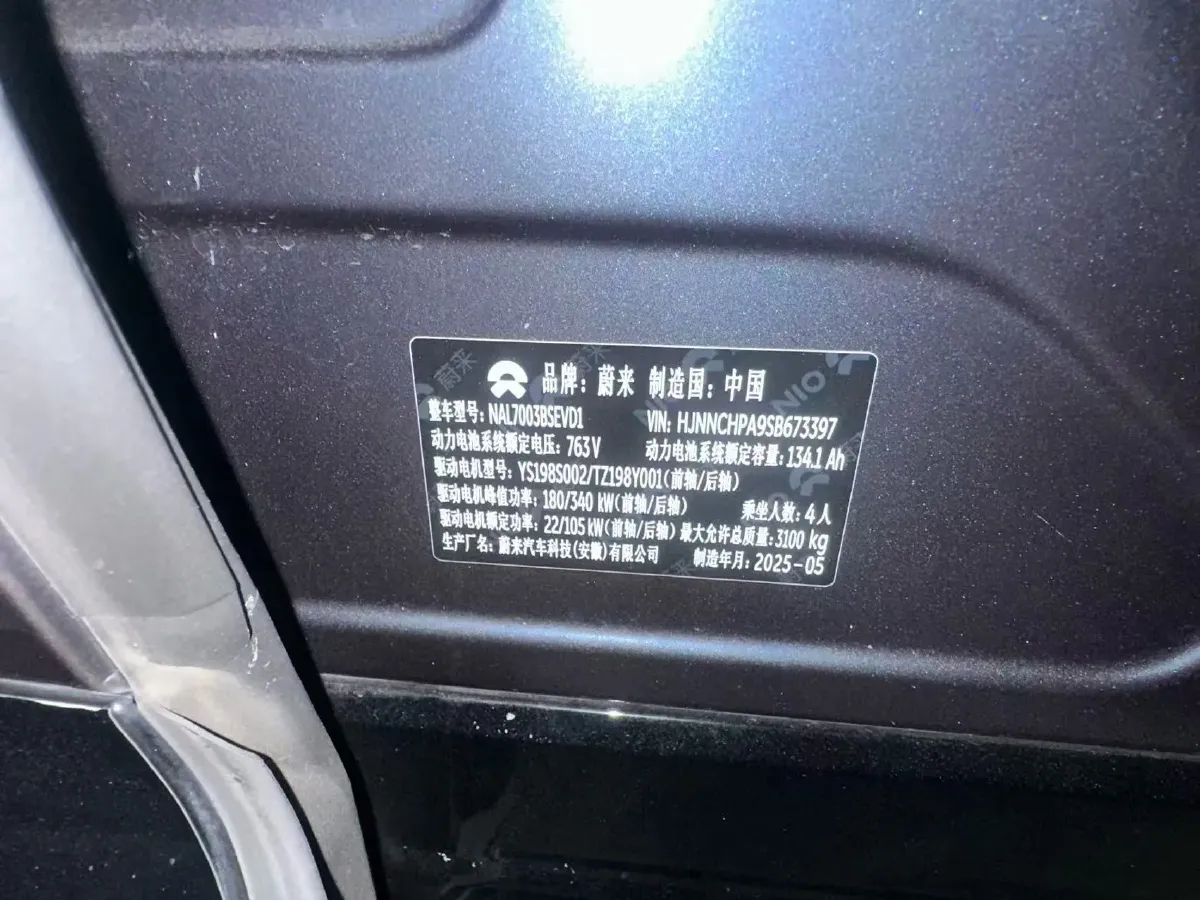 品牌：蔚来 制造国：中国
整车型号：NAL7003BSEVD1 VIN: HJNNCHPA9SB673397
动力电池系统额定电压：763V 动力电池系统额定容量：134.1 Ah
驱动电机型号：YS198S002/TZ198Y001(前轴/后轴)
驱动电机峰值功率：180/340 kW(前轴/后轴) 乘坐人数：4人
驱动电机额定功率：22/105 kW(前轴/后轴) 最大允许总质量：3100 kg
生产厂名：蔚来汽车科技(安徽)有限公司 制造年月：2025-05